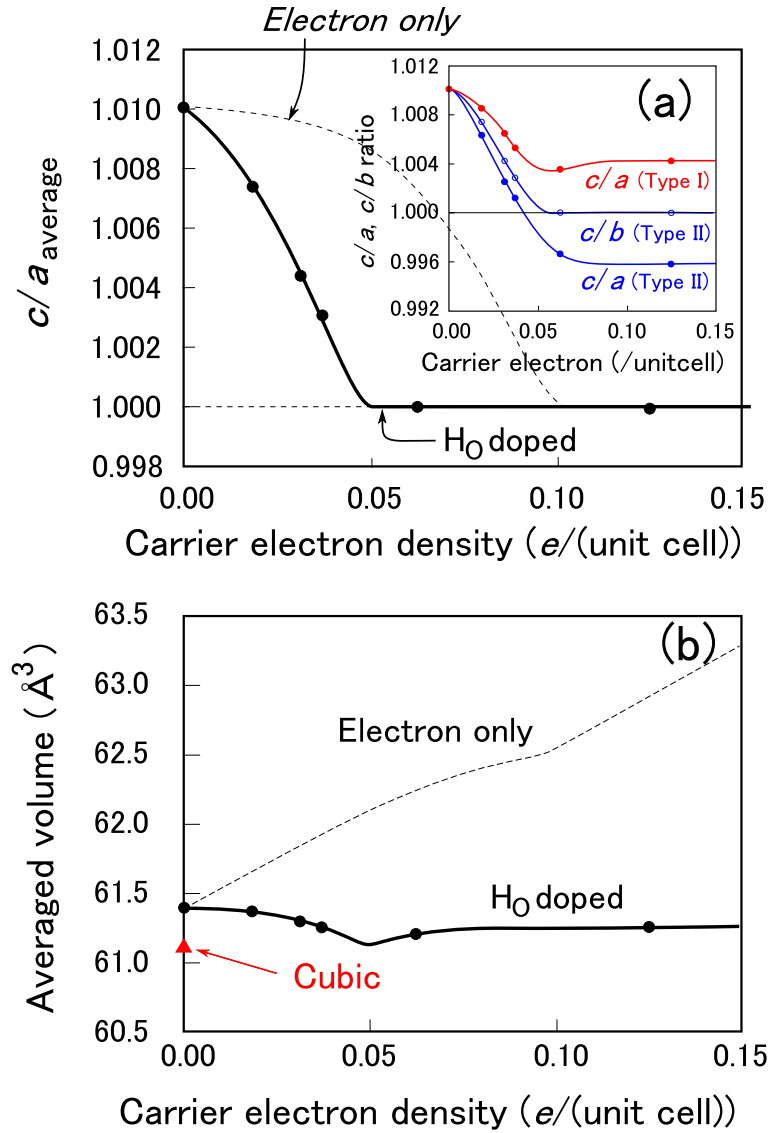 Electron only
1.012
1.010
1.008
1.006
1.004
1.002
1.000
0.998
c/a average
0.00
0.05
0.10
0.15
Carrier electron density (e/(unit cell))
HO doped
(a)
1.012
1.008
1.004
1.000
0.996
0.992
c/a, c/b ratio
c/a (Type I)
c/b (Type II)
c/a (Type II)
0.00
0.05
0.10
0.15
Carrier electron (/unitcell)
(b)
63.5
63.0
62.5
62.0
61.5
61.0
60.5
Averaged volume (Å3)
Electron only
HO doped
Cubic
0.00
0.05
0.10
0.15
Carrier electron density (e/(unit cell))